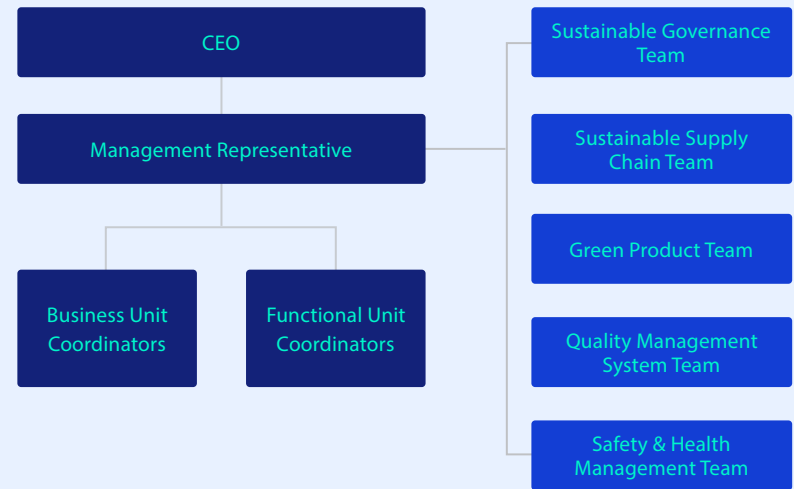 CEO
Management Representative
Business Unit
Coordinators
Functional Unit
Coordinators
Sustainable Governance
Team
Sustainable Supply
Chain Team
Green Product Team
Quality Management
System Team
Safety & Health
Management Team